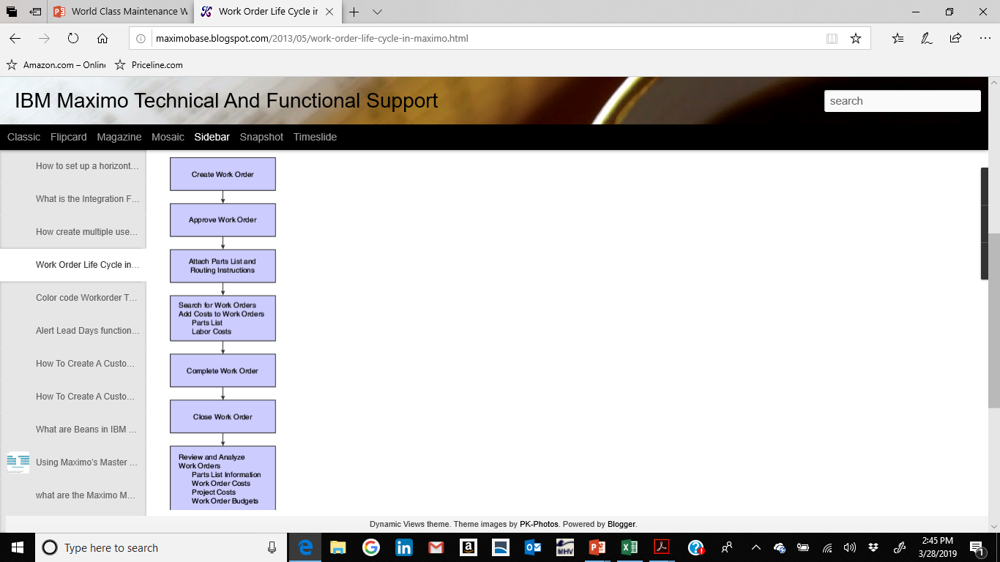 World Class Maintenance W
Work Order Life Cycle in
maximobase.blogspot.com/2013/05/work-order-life-cycle-in-maximo.html
Amazon.com – Onlin
Priceline.com
IBM Maximo Technical And Functional Support
search
Classic Flipcard Magazine Mosaic Sidebar Snapshot Timeslide
How to set up a horizont...
What is the Integration F...
How create multiple use...
Work Order Life Cycle in...
Color code Workorder T...
Alert Lead Days function...
How To Create A Custo...
How To Create A Custo...
What are Beans in IBM ...
Using Maximo's Master ...
what are the Maximo M...
Create Work Order
Approve Work Order
Attach Parts List and
Routing Instructions
Search for Work Orders
Add Costs to Work Orders
Parts List
Labor Costs
Complete Work Order
Close Work Order
Review and Analyze
Work Orders
Parts List Information
Work Order Costs
Project Costs
Work Order Budgets
Dynamic Views theme. Theme images by PK-Photos. Powered by Blogger.
Type here to search
MHV
2:45 PM
3/28/2019
1